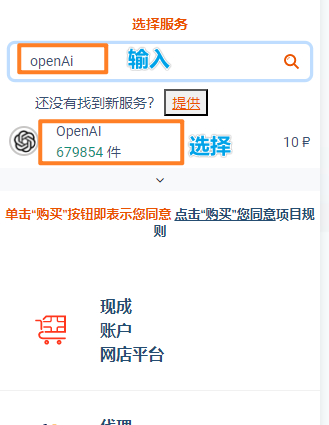 选择服务
openAi
输入
还没有找到新服务？ 提供
OpenAI
679854 件
选择
10 ₽
单击“购买”按钮即表示您同意 点击“购买”您同意项目规
则
现成
账户
网店平台